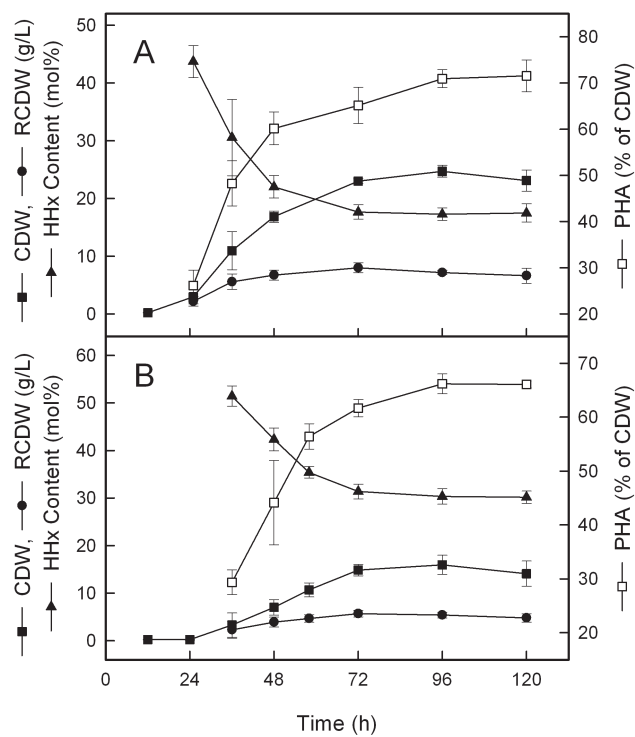 A
50
40
30
20
10
0
80
70
60
50
40
30
20
CDW, RCDW (g/L)
HHx Content (mol%)
PHA (% of CDW)
B
60
50
40
30
20
10
0
70
60
50
40
30
20
CDW, RCDW (g/L)
HHx Content (mol%)
PHA (% of CDW)
0 24 48 72 96 120
Time (h)